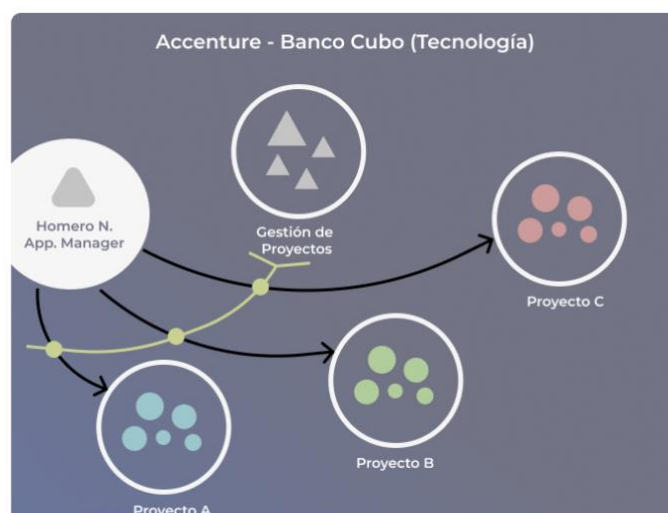 Accenture - Banco Cubo (Tecnología)
Homero N.
App. Manager
Gestión de
Proyectos
Proyecto C
Proyecto B
Proyecto A